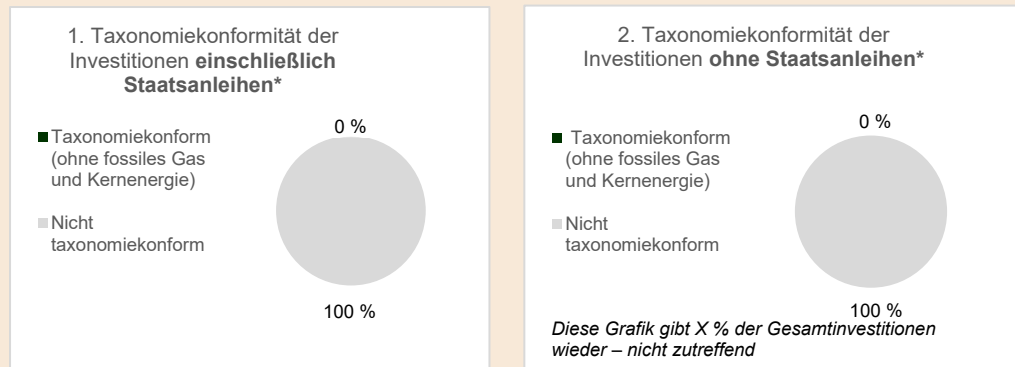 1. Taxonomiekonformität der
Investitionen einschließlich
Staatsanleihen*
Taxonomiekonform
(ohne fossiles Gas
und Kernenergie)
Nicht
taxonomiekonform
0 %
100 %
2. Taxonomiekonformität der
Investitionen ohne Staatsanleihen*
Taxonomiekonform
(ohne fossiles Gas
und Kernenergie)
Nicht
taxonomiekonform
0 %
100 %
Diese Grafik gibt X % der Gesamtinvestitionen
wieder – nicht zutreffend